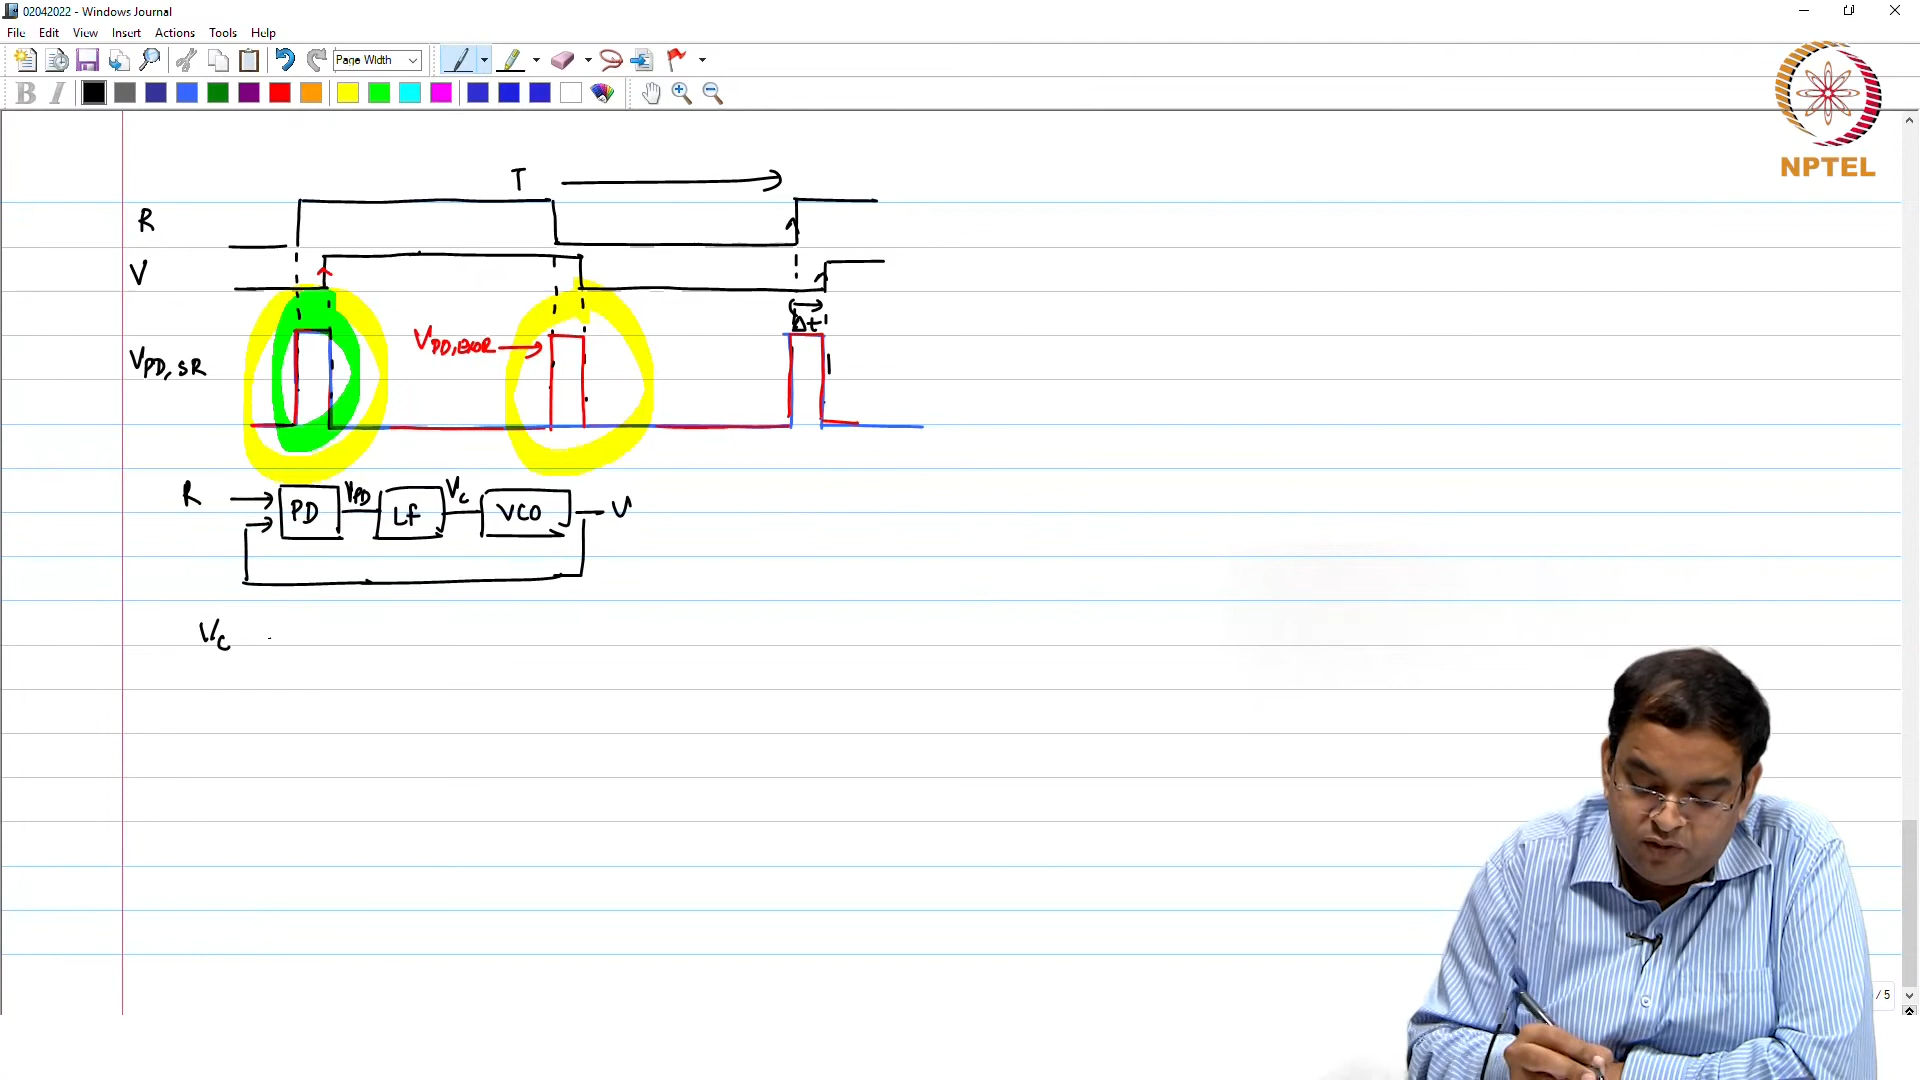 02042022 - Windows Journal
File Edit View Insert Actions Tools Help
Page Width
B I
NPTEL
T
R
V
Δt
V_PD,EXOR
V_PD,SR
R PD V_PD LF V_C VCO V
V_C
/ 5